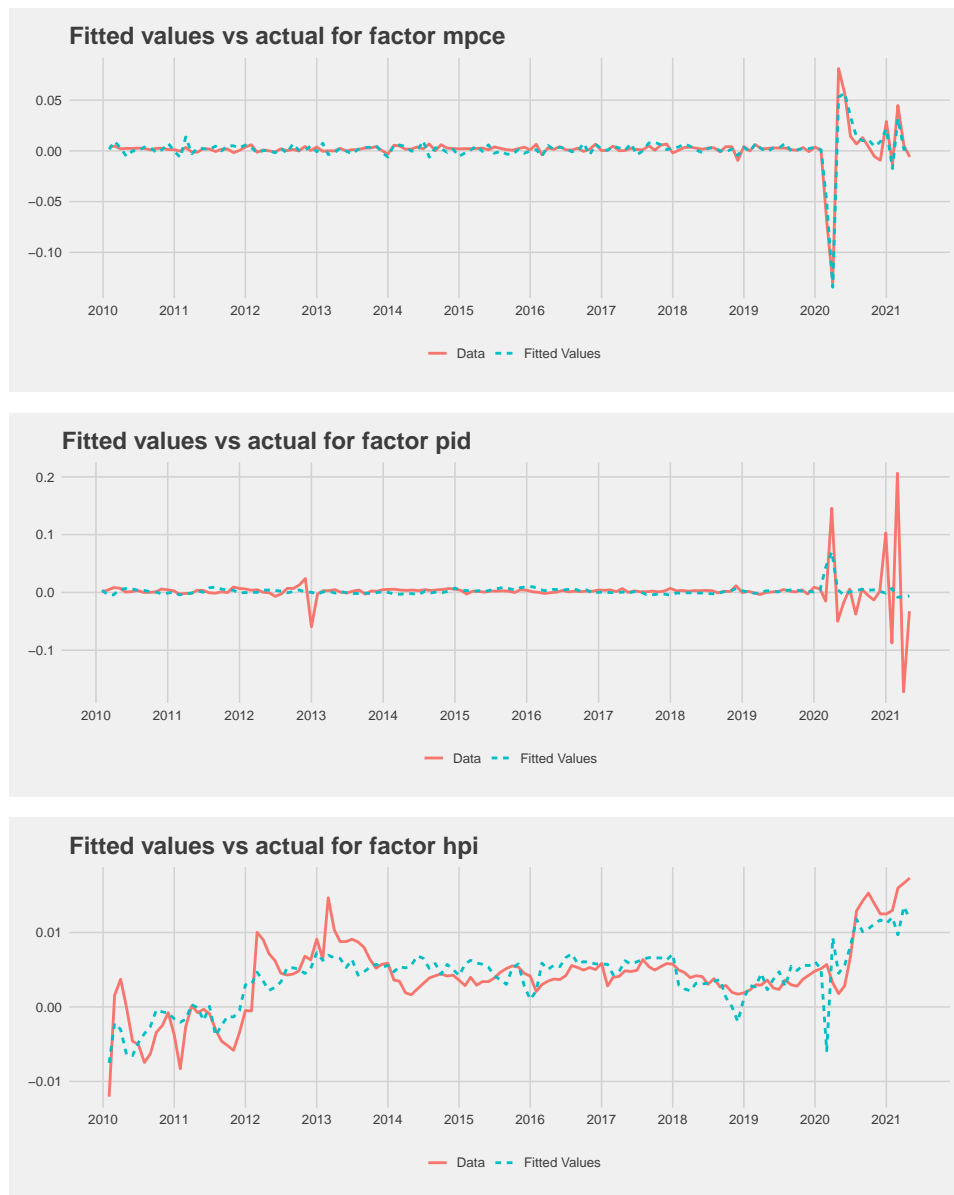 Fitted values vs actual for factor mpce
0.05
0.00
−0.05
−0.10
2010 2011 2012 2013 2014 2015 2016 2017 2018 2019 2020 2021
Data Fitted Values
Fitted values vs actual for factor pid
0.2
0.1
0.0
−0.1
2010 2011 2012 2013 2014 2015 2016 2017 2018 2019 2020 2021
Data Fitted Values
Fitted values vs actual for factor hpi
0.01
0.00
−0.01
2010 2011 2012 2013 2014 2015 2016 2017 2018 2019 2020 2021
Data Fitted Values